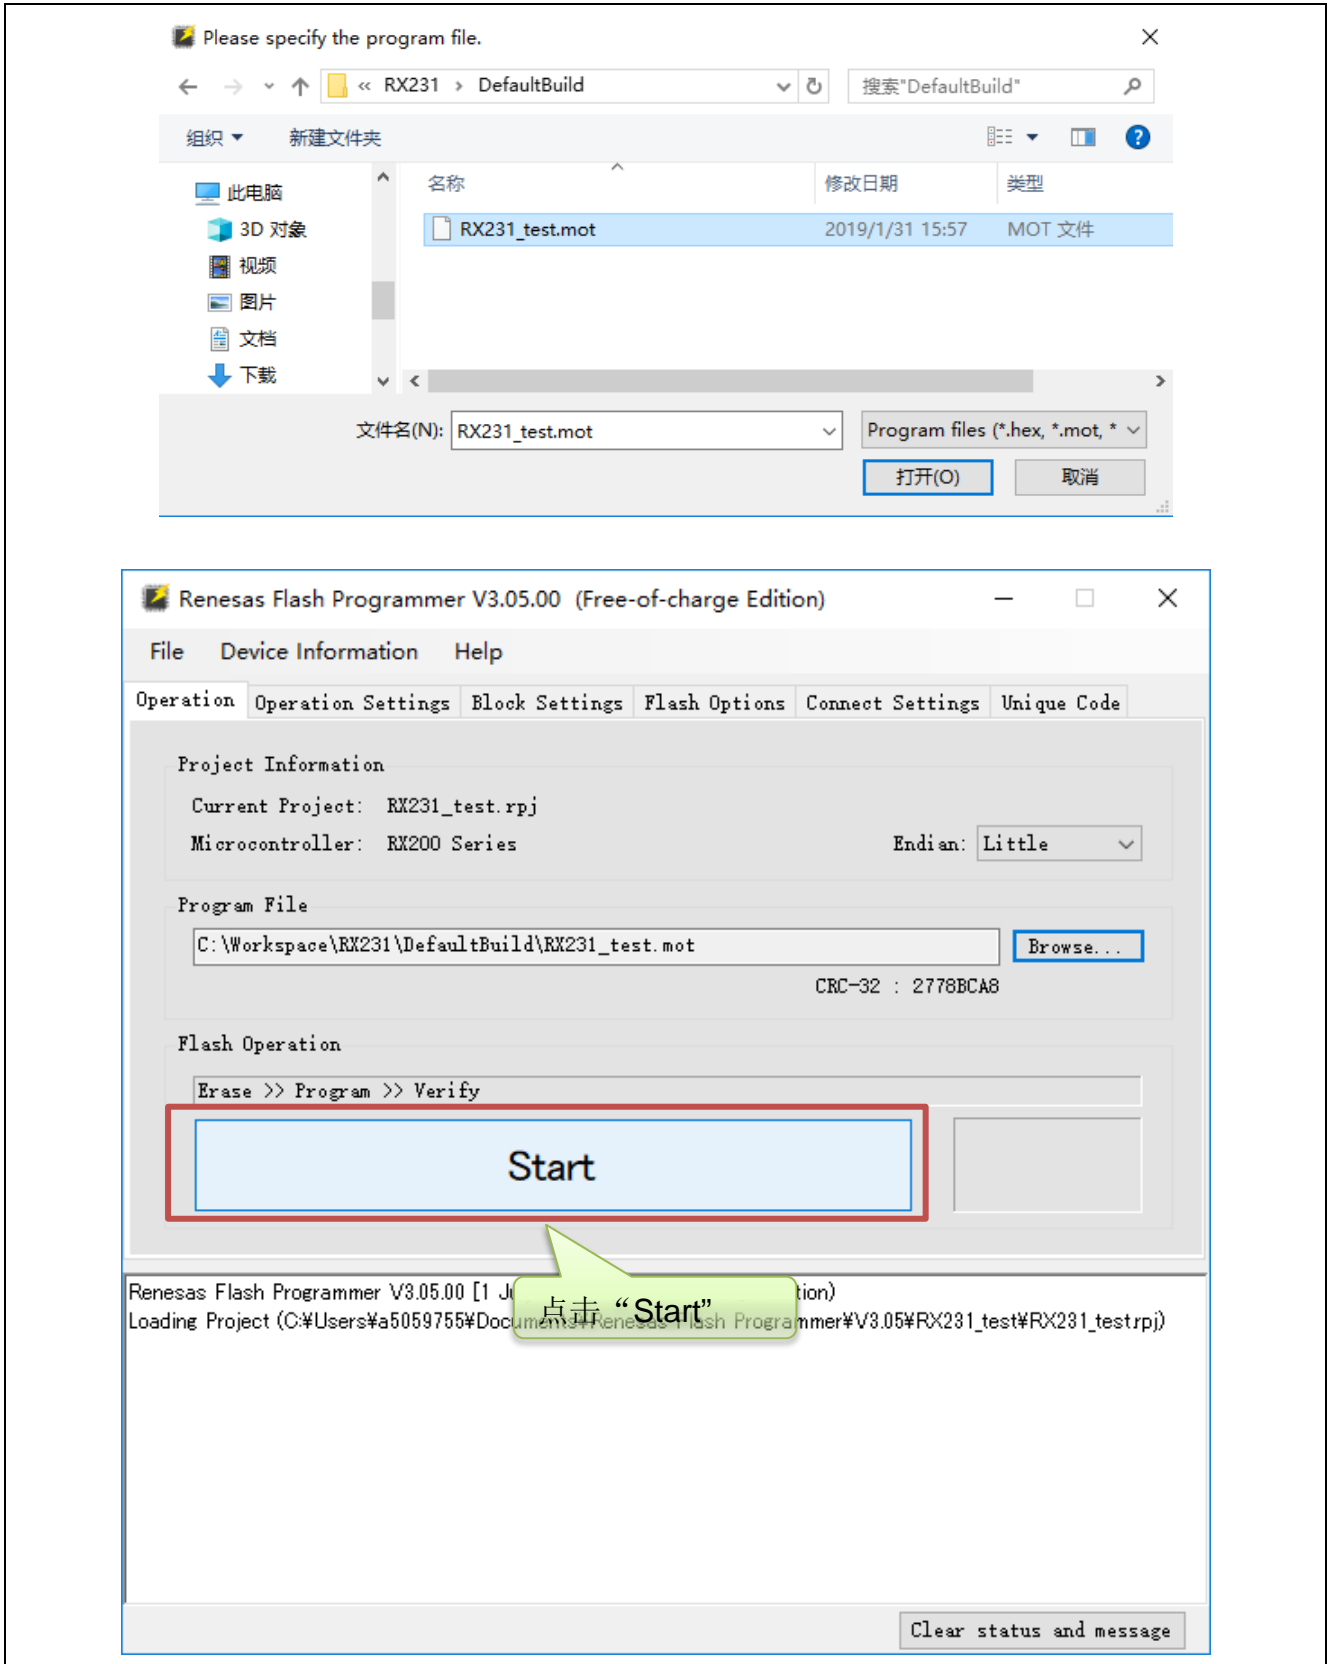 Please specify the program file.
« RX231 › DefaultBuild
搜索"DefaultBuild"
组织 新建文件夹
名称 修改日期 类型
此电脑
3D 对象
视频
图片
文档
下载
RX231_test.mot 2019/1/31 15:57 MOT 文件
文件名(N): RX231_test.mot Program files (*.hex, *.mot, *
打开(O) 取消
Renesas Flash Programmer V3.05.00 (Free-of-charge Edition)
File Device Information Help
Operation Operation Settings Block Settings Flash Options Connect Settings Unique Code
Project Information
Current Project: RX231_test.rpj
Microcontroller: RX200 Series Endian: Little
Program File
C:\Workspace\RX231\DefaultBuild\RX231_test.mot Browse...
CRC-32 : 2778BCA8
Flash Operation
Erase >> Program >> Verify
Start
点击“Start”
Renesas Flash Programmer V3.05.00 [1 tion)
Loading Project (C:¥Users¥a5059755¥Documents¥Renesas Flash Programmer¥V3.05¥RX231_test¥RX231_test.rpj)
Clear status and message